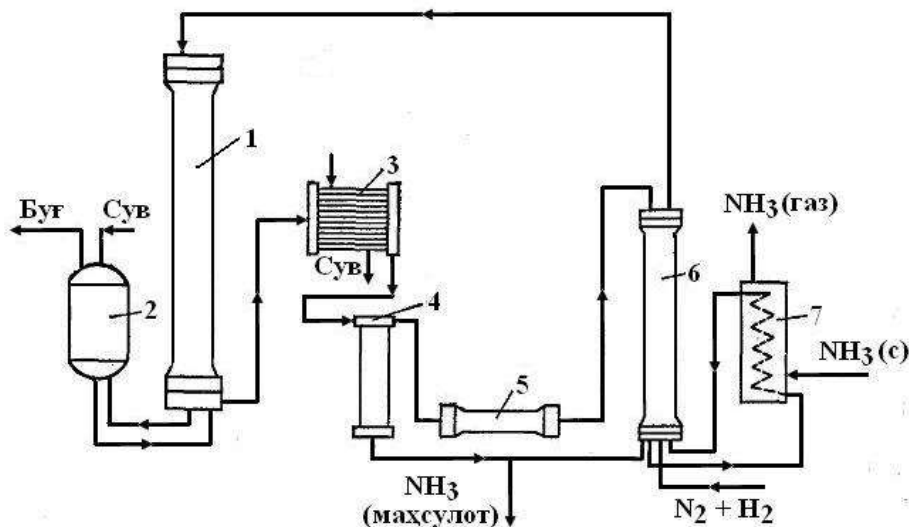 1
3
NH₃ (газ)
Буғ
Сув
Сув
6
2
4
7
NH₃ (с)
5
NH₃
(маҳсулот)
N₂ + H₂